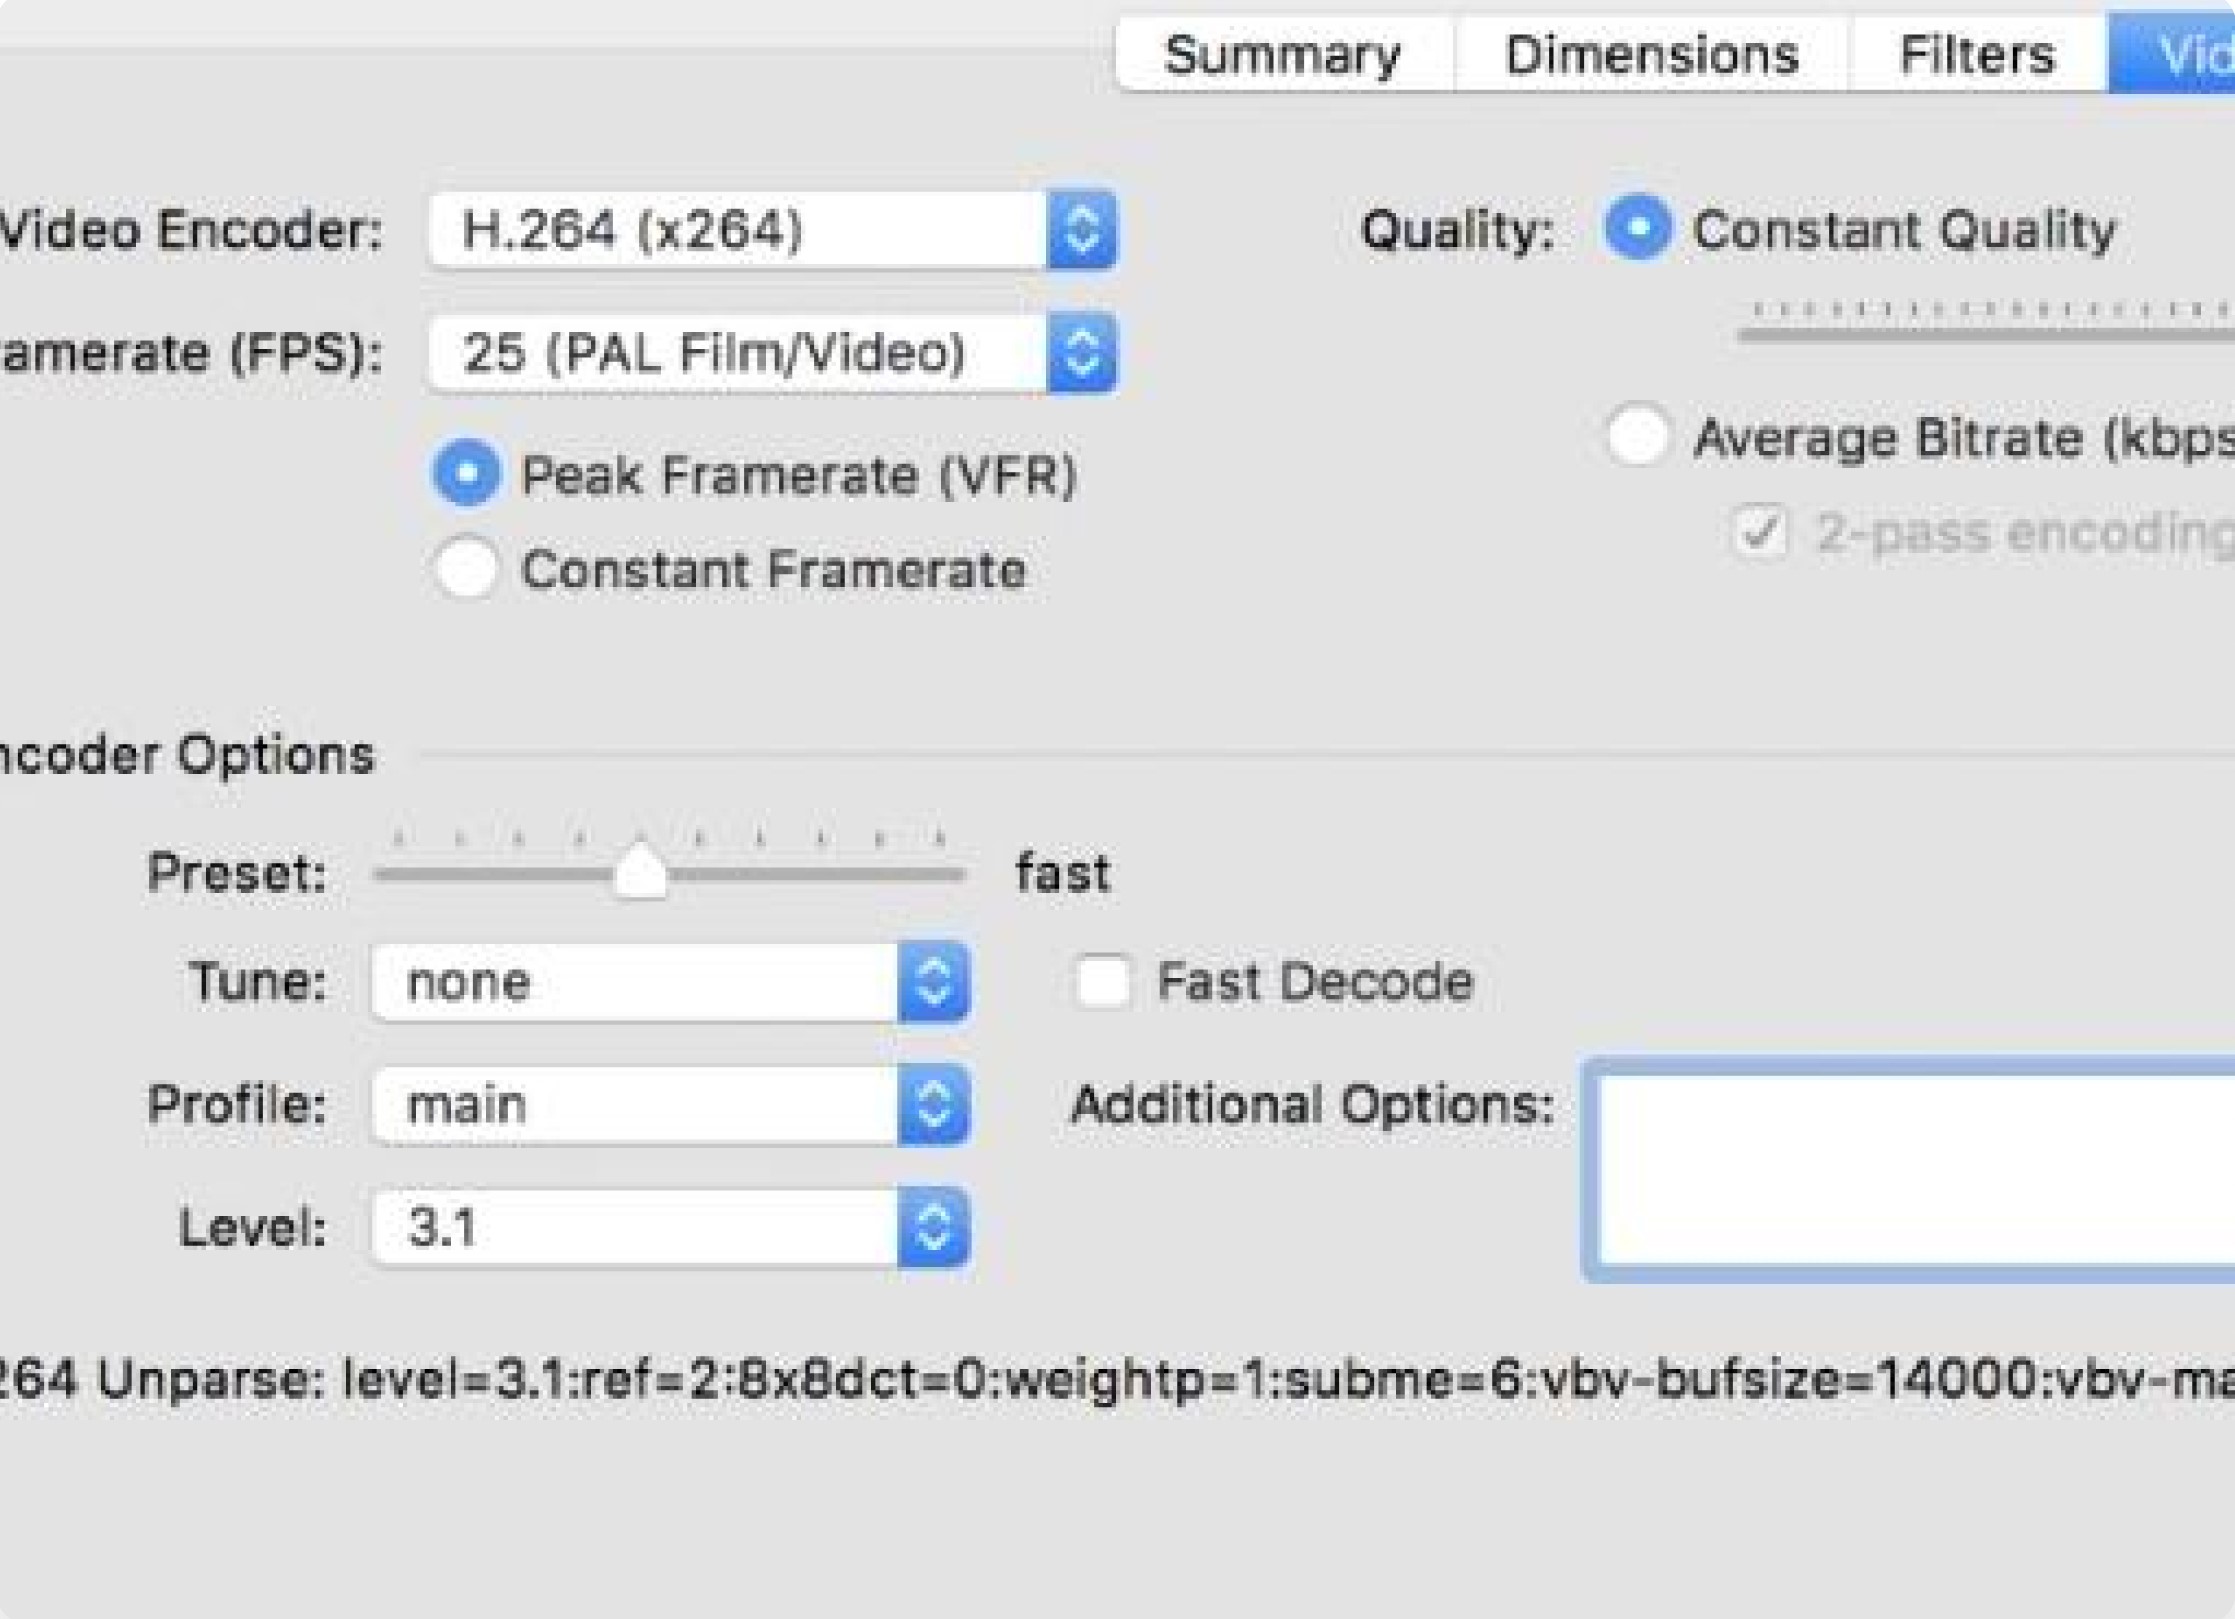 Summary Dimensions Filters Vid
Video Encoder: H.264 (x264) Quality: Constant Quality
amerate (FPS): 25 (PAL Film/Video)
Peak Framerate (VFR) Average Bitrate (kbps
Constant Framerate 2-pass encoding
ncoder Options
Preset: fast
Tune: none Fast Decode
Profile: main Additional Options:
Level: 3.1
264 Unparse: level=3.1:ref=2:8x8dct=0:weightp=1:subme=6:vbv-bufsize=14000:vbv-ma